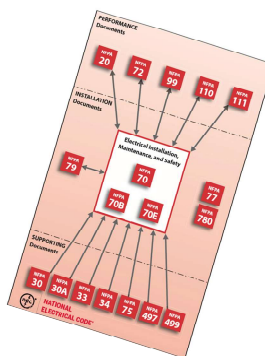 PERFORMANCE
Documents
NFPA
20
NFPA
72
NFPA
99
NFPA
110
NFPA
111
INSTALLATION
Documents
Electrical Installation,
Maintenance, and Safety
NFPA
79
NFPA
70
NFPA
70B
NFPA
70E
NFPA
77
NFPA
780
SUPPORTING
Documents
NFPA
30
NFPA
30A
NFPA
33
NFPA
34
NFPA
75
NFPA
497
NFPA
499
NATIONAL
ELECTRICAL CODE®